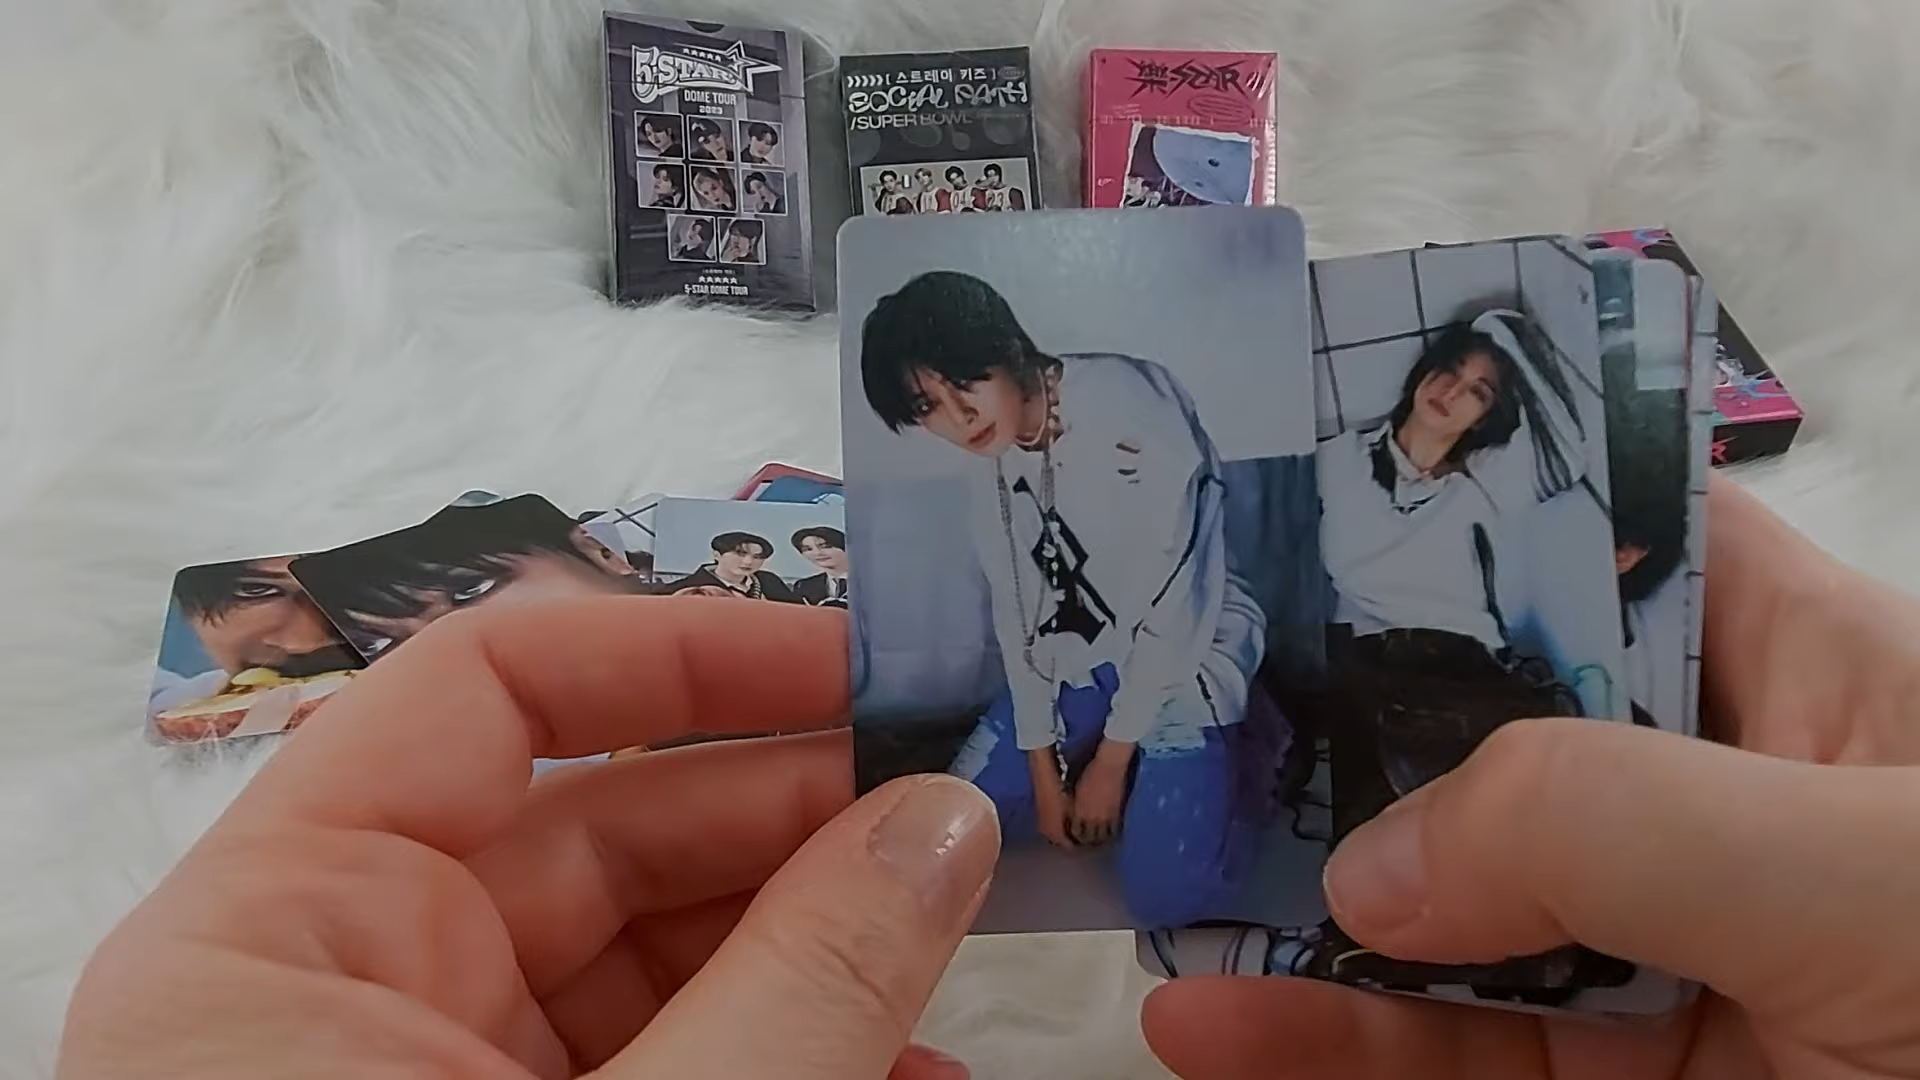 5-STAR
DOME TOUR
2023
5-STAR DOME TOUR
[ 스트레이 키즈 ]
SOCIAL PATH
/SUPER BOWL
樂-STAR